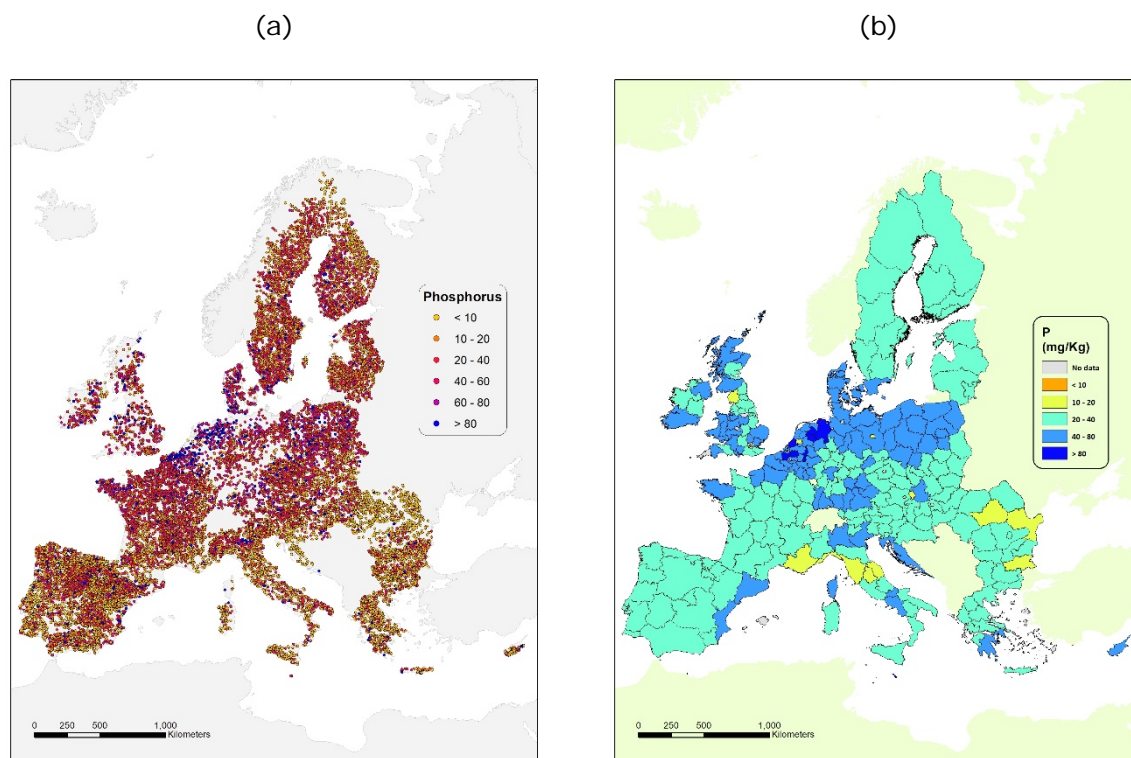 (a)
(b)
Phosphorus
< 10
10 - 20
20 - 40
40 - 60
60 - 80
> 80
0 250 500 1,000
Kilometers
P
(mg/Kg)
No data
< 10
10 - 20
20 - 40
40 - 80
> 80
0 250 500 1,000
Kilometers